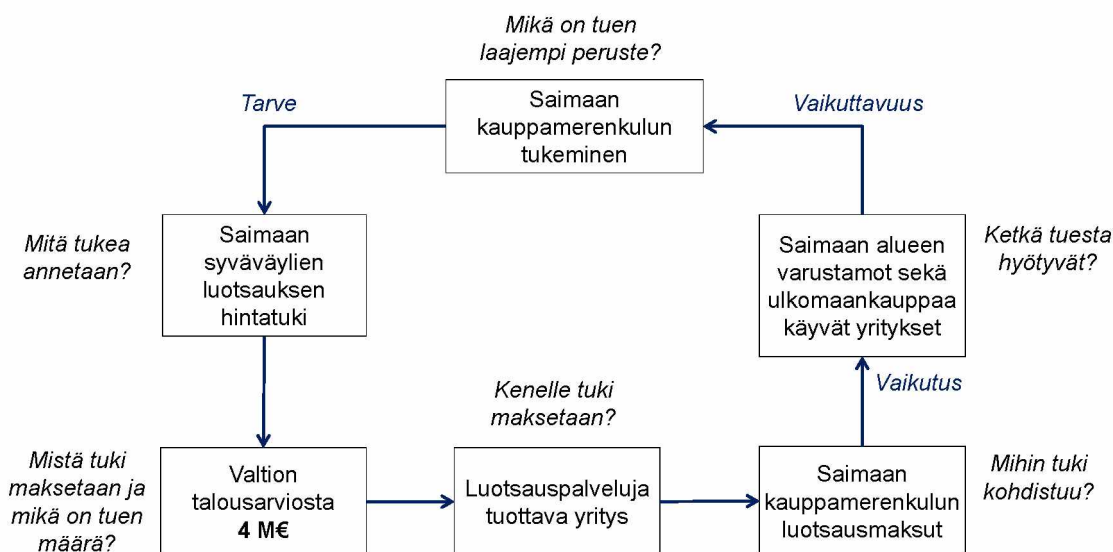 Mikä on tuen
laajempi peruste?
Tarve
Saimaan
kauppamerenkulun
tukeminen
Vaikuttavuus
Mitä tukea
annetaan?
Saimaan
syväväylien
luotsauksen
hintatuki
Saimaan alueen
varustamot sekä
ulkomaankauppaa
käyvät yritykset
Ketkä tuesta
hyötyvät?
Vaikutus
Kenelle tuki
maksetaan?
Mistä tuki
maksetaan ja
mikä on tuen
määrä?
Valtion
talousarviosta
4 M€
Luotsauspalveluja
tuottava yritys
Saimaan
kauppamerenkulun
luotsausmaksut
Mihin tuki
kohdistuu?